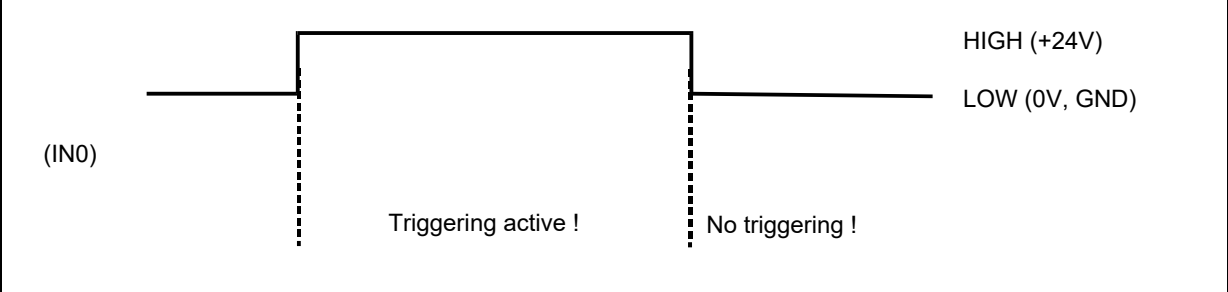 HIGH (+24V)
LOW (0V, GND)
(IN0)
Triggering active !
No triggering !